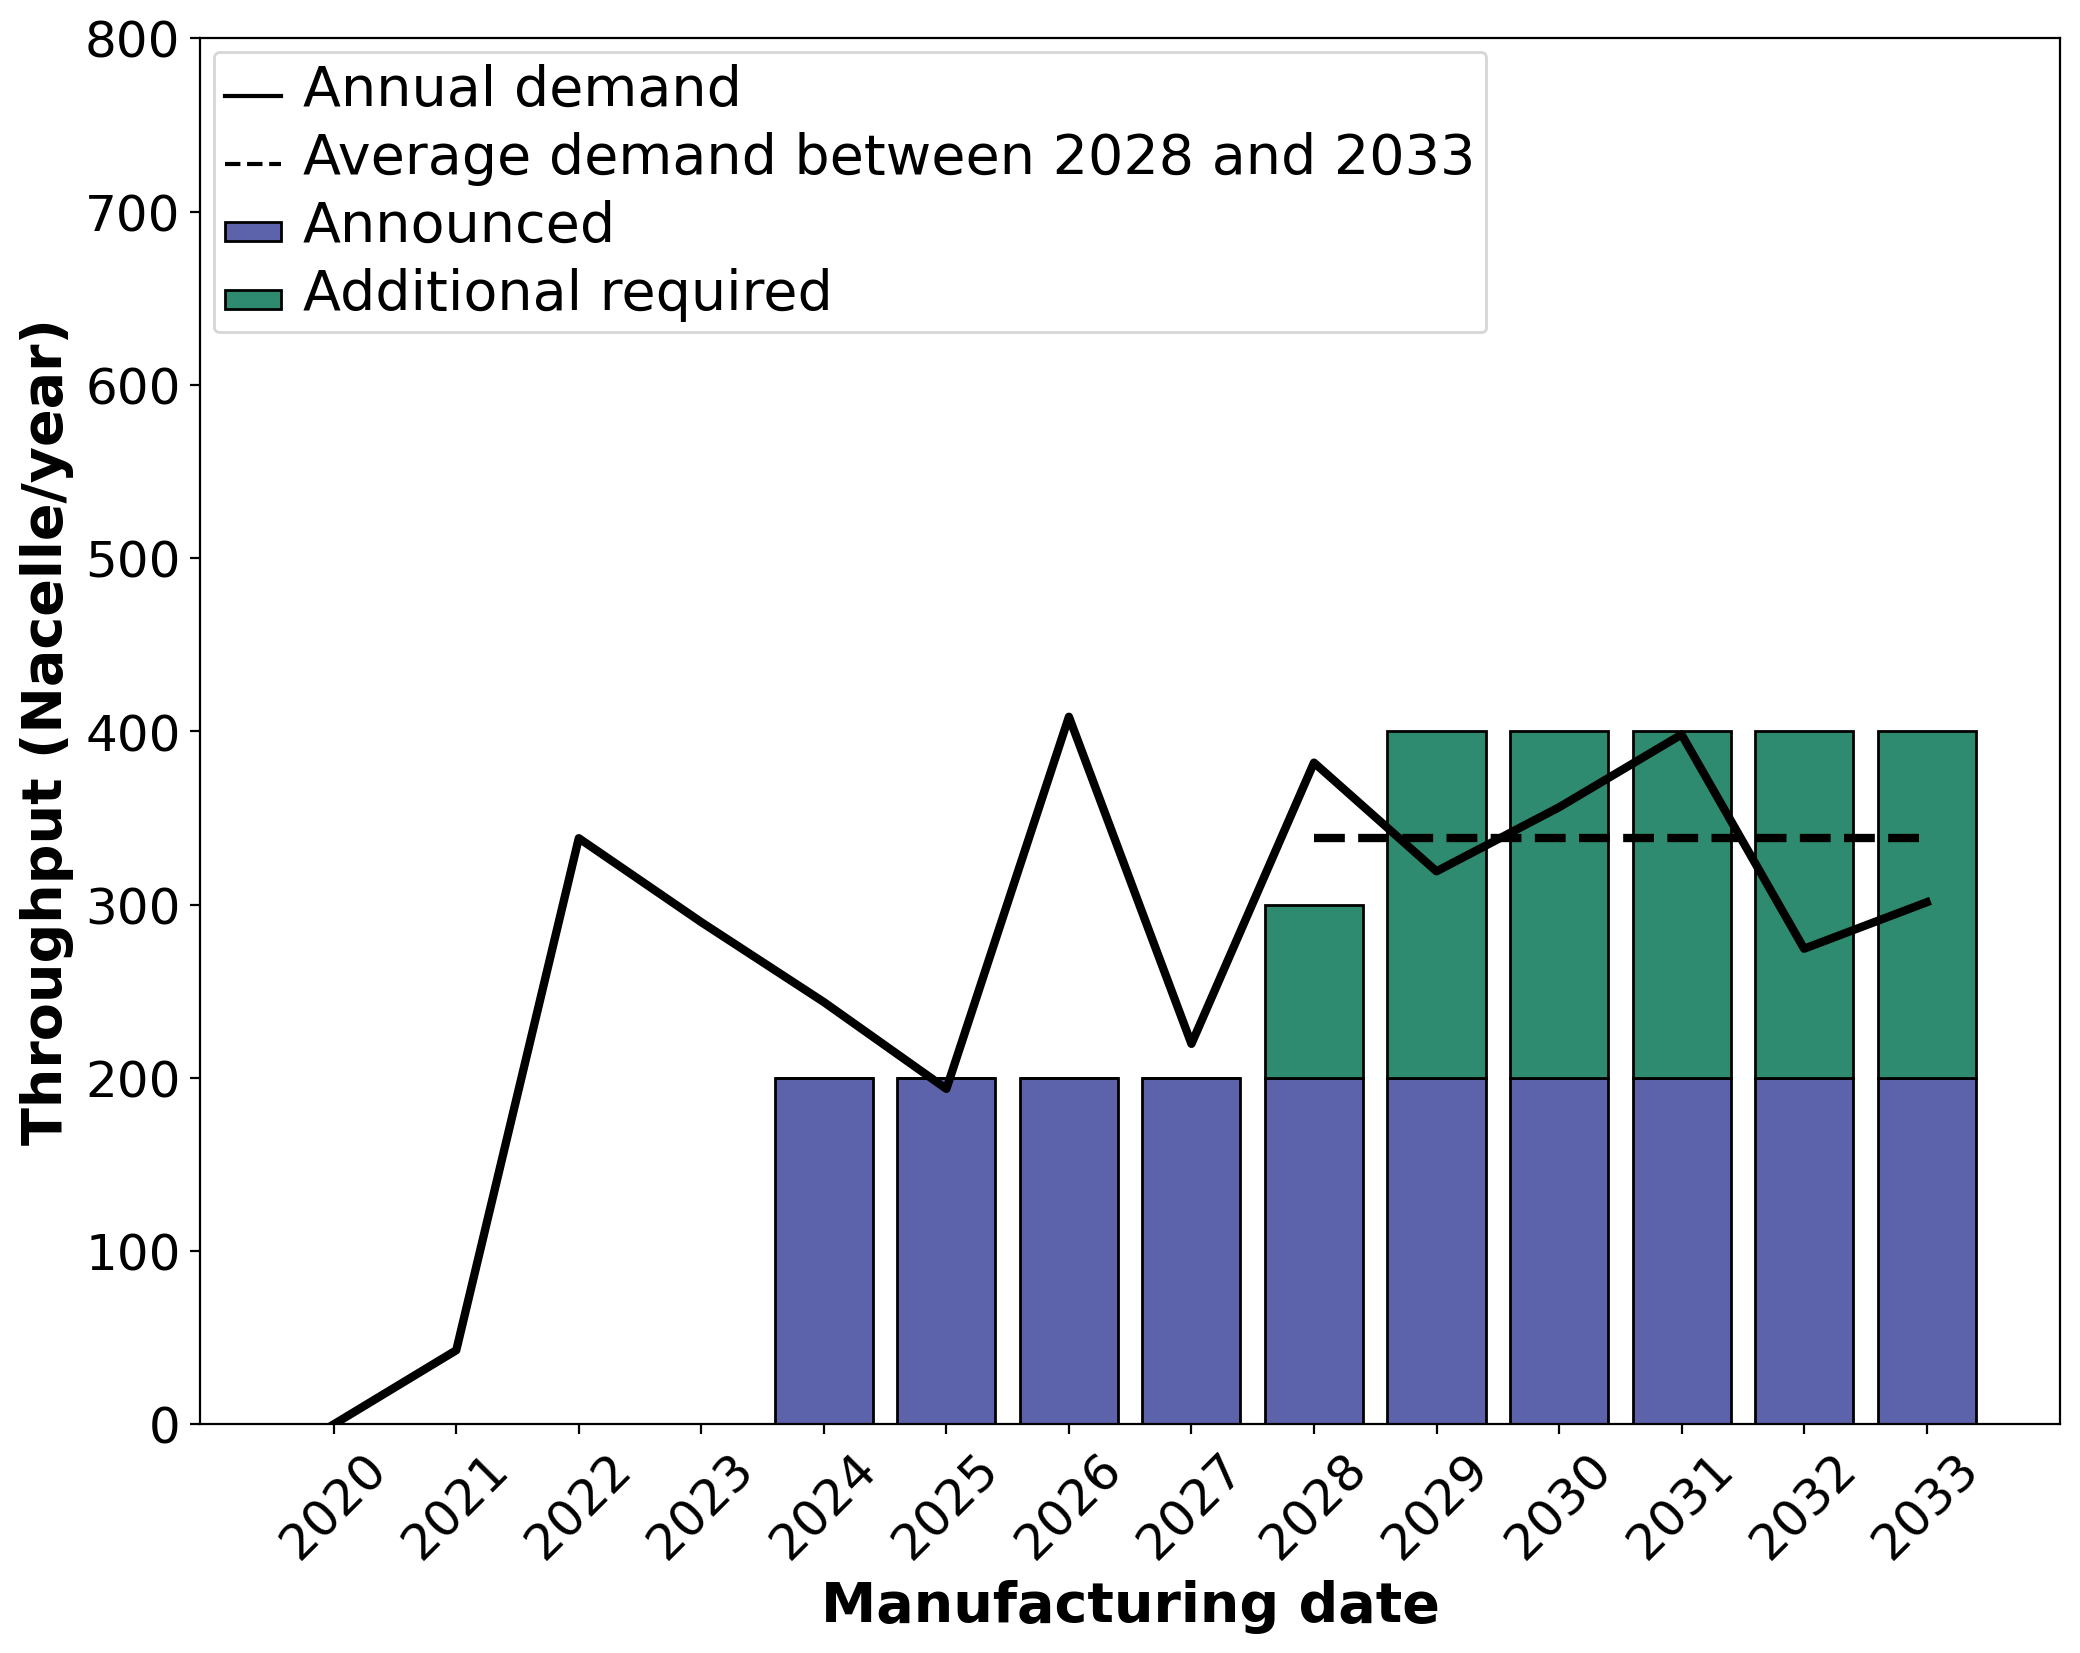 Annual demand
Average demand between 2028 and 2033
Announced
Additional required
Throughput (Nacelle/year)
800
700
600
500
400
300
200
100
0
2020 2021 2022 2023 2024 2025 2026 2027 2028 2029 2030 2031 2032 2033
Manufacturing date